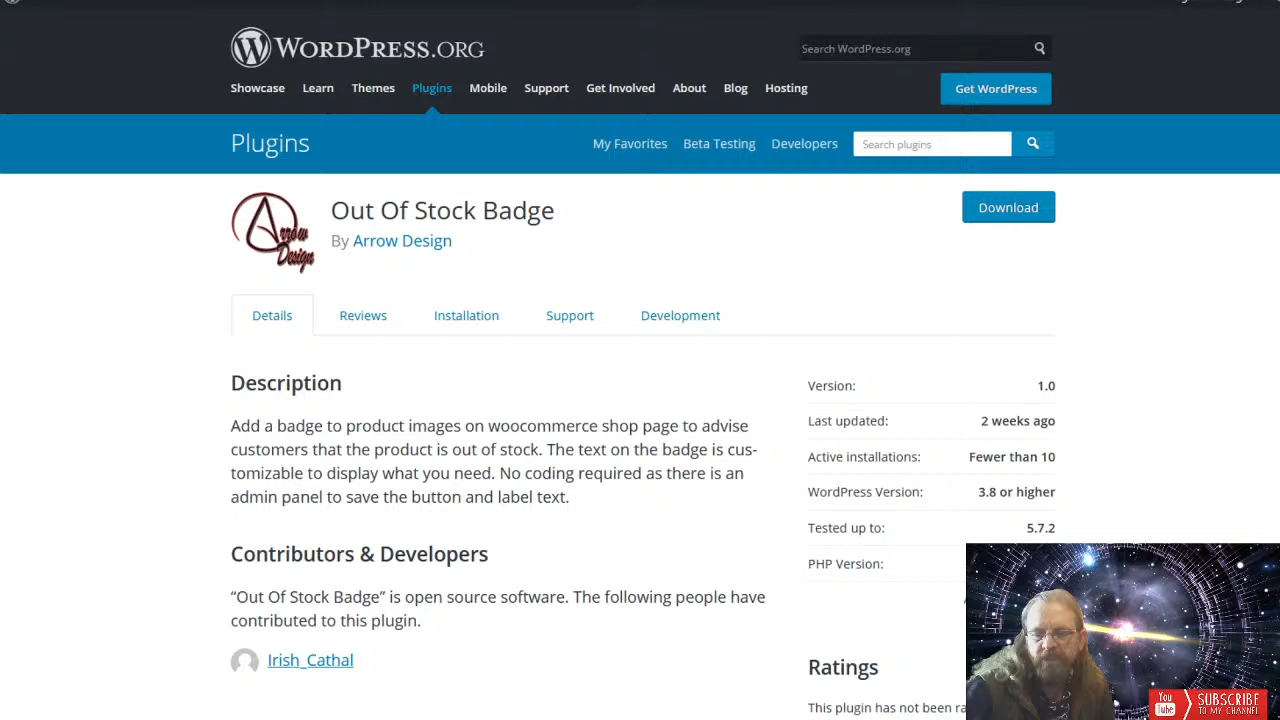 WORDPRESS.ORG
Search WordPress.org
Showcase Learn Themes Plugins Mobile Support Get Involved About Blog Hosting
Get WordPress
Plugins
My Favorites Beta Testing Developers
Search plugins
Arrow
Design
Out Of Stock Badge
By Arrow Design
Download
Details Reviews Installation Support Development
Description
Add a badge to product images on woocommerce shop page to advise
customers that the product is out of stock. The text on the badge is cus-
tomizable to display what you need. No coding required as there is an
admin panel to save the button and label text.
Contributors & Developers
“Out Of Stock Badge” is open source software. The following people have
contributed to this plugin.
Irish_Cathal
Version: 1.0
Last updated: 2 weeks ago
Active installations: Fewer than 10
WordPress Version: 3.8 or higher
Tested up to: 5.7.2
PHP Version:
Ratings
This plugin has not been
You
Tube
SUBSCRIBE
TO MY CHANNEL